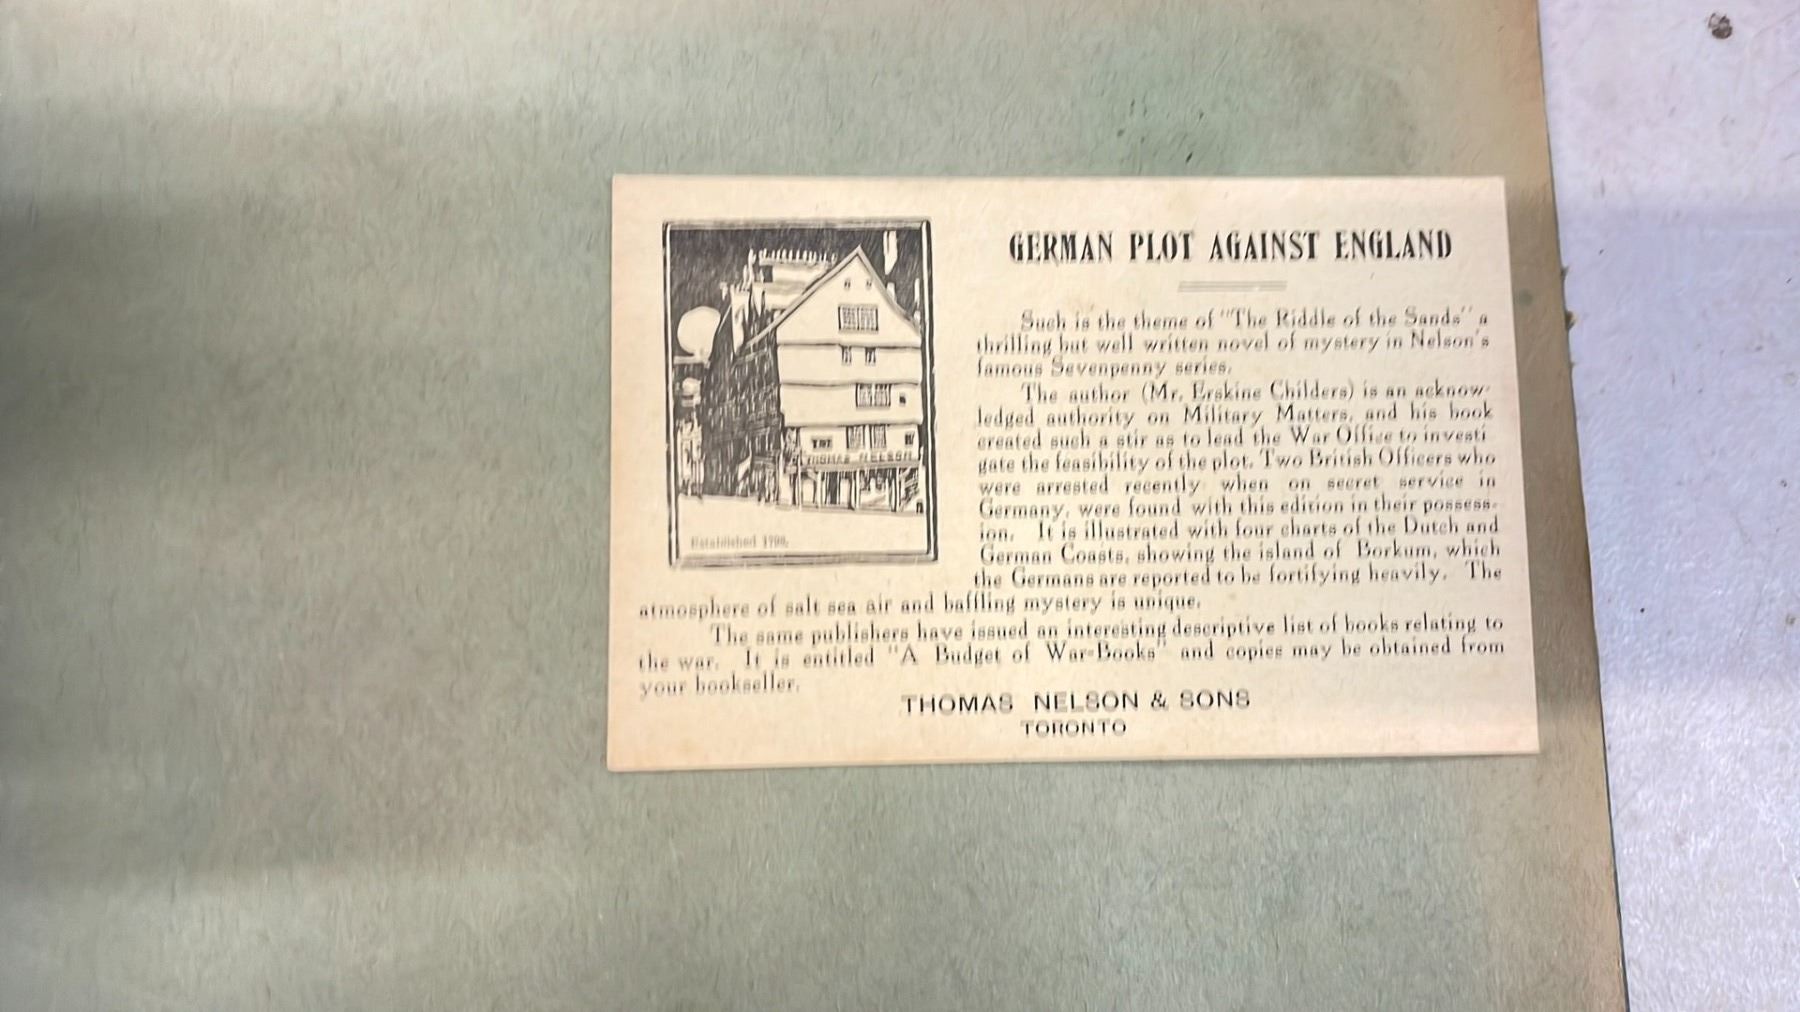 GERMAN PLOT AGAINST ENGLAND
Such is the theme of "The Riddle of the Sands" a
thrilling but well written novel of mystery in Nelson's
famous Sevenpenny series.
The author (Mr. Erskine Childers) is an acknow-
ledged authority on Military Matters, and his book
created such a stir as to lead the War Office to investi
gate the feasibility of the plot. Two British Officers who
were arrested recently when on secret service in
Germany, were found with this edition in their possess-
ion. It is illustrated with four charts of the Dutch and
German Coasts, showing the island of Borkum, which
the Germans are reported to be fortifying heavily. The
atmosphere of salt sea air and baffling mystery is unique.
The same publishers have issued an interesting descriptive list of books relating to
the war. It is entitled "A Budget of War-Books" and copies may be obtained from
your bookseller.
THOMAS NELSON & SONS
TORONTO
THOMAS NELSON
Established 1798.